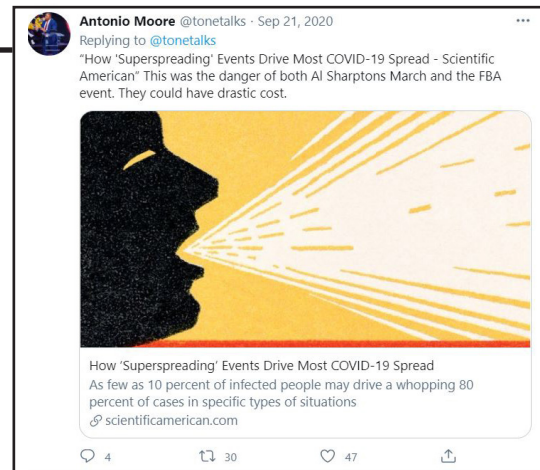 Antonio Moore @tonetalks · Sep 21, 2020
Replying to @tonetalks
“How 'Superspreading' Events Drive Most COVID-19 Spread - Scientific
American” This was the danger of both Al Sharptons March and the FBA
event. They could have drastic cost.
How ‘Superspreading’ Events Drive Most COVID-19 Spread
As few as 10 percent of infected people may drive a whopping 80
percent of cases in specific types of situations
scientificamerican.com
4 30 47